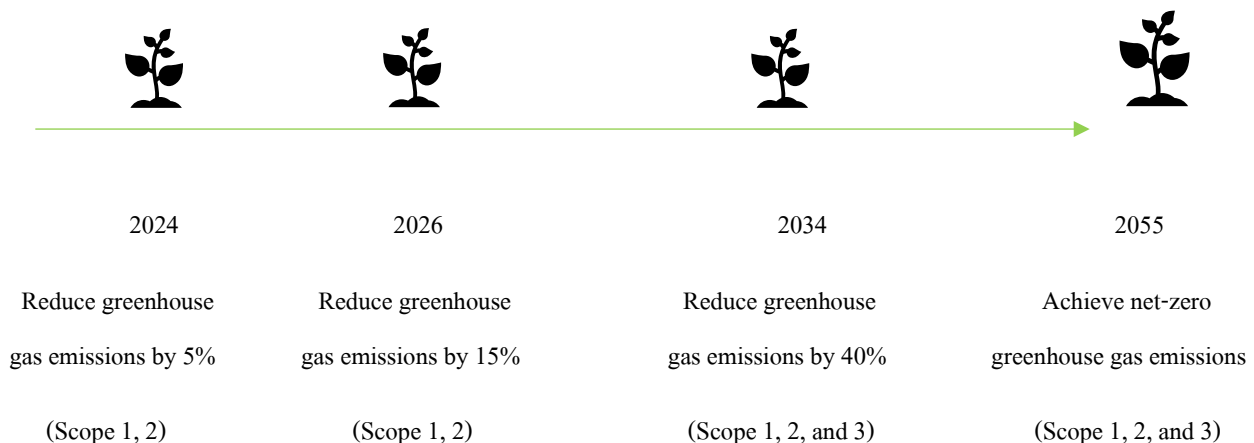 2024
Reduce greenhouse
gas emissions by 5%
(Scope 1, 2)
2026
Reduce greenhouse
gas emissions by 15%
(Scope 1, 2)
2034
Reduce greenhouse
gas emissions by 40%
(Scope 1, 2, and 3)
2055
Achieve net-zero
greenhouse gas emissions
(Scope 1, 2, and 3)